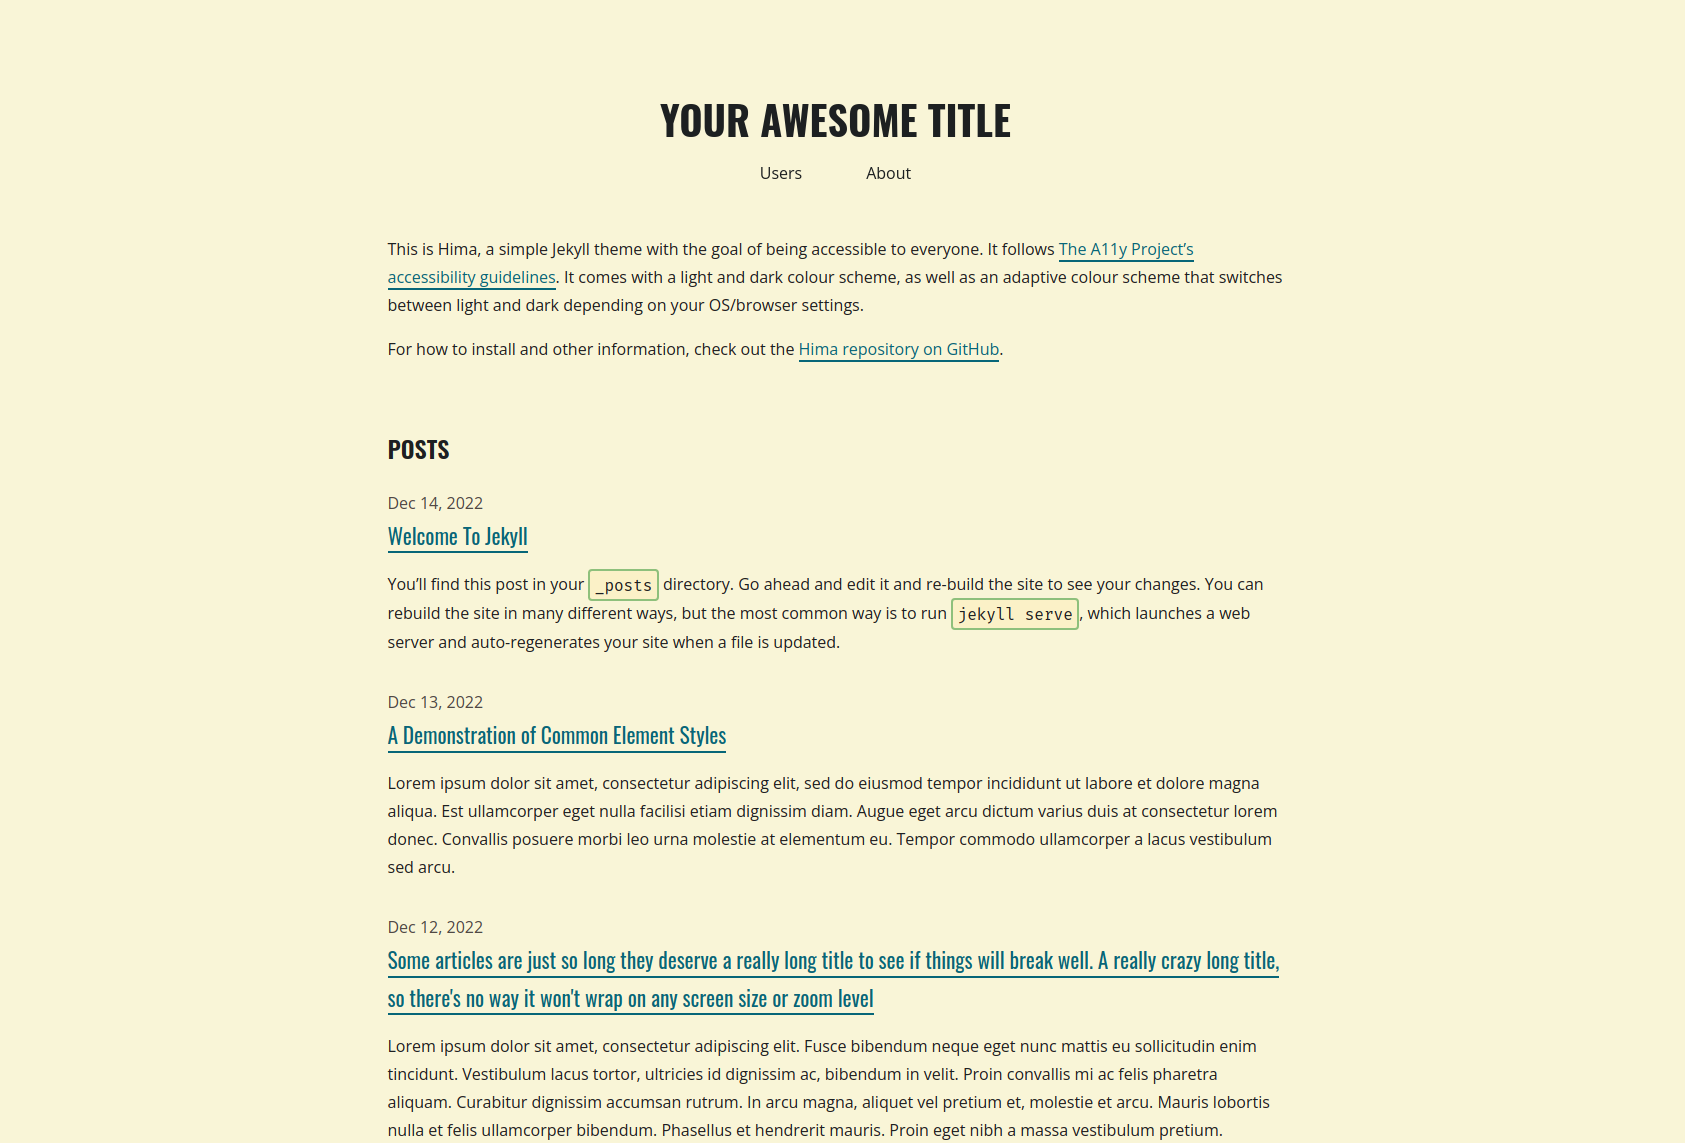 YOUR AWESOME TITLE
Users About
This is Hima, a simple Jekyll theme with the goal of being accessible to everyone. It follows The A11y Project’s
accessibility guidelines. It comes with a light and dark colour scheme, as well as an adaptive colour scheme that switches
between light and dark depending on your OS/browser settings.
For how to install and other information, check out the Hima repository on GitHub.
POSTS
Dec 14, 2022
Welcome To Jekyll
You’ll find this post in your _posts directory. Go ahead and edit it and re-build the site to see your changes. You can
rebuild the site in many different ways, but the most common way is to run jekyll serve, which launches a web
server and auto-regenerates your site when a file is updated.
Dec 13, 2022
A Demonstration of Common Element Styles
Lorem ipsum dolor sit amet, consectetur adipiscing elit, sed do eiusmod tempor incididunt ut labore et dolore magna
aliqua. Est ullamcorper eget nulla facilisi etiam dignissim diam. Augue eget arcu dictum varius duis at consectetur lorem
donec. Convallis posuere morbi leo urna molestie at elementum eu. Tempor commodo ullamcorper a lacus vestibulum
sed arcu.
Dec 12, 2022
Some articles are just so long they deserve a really long title to see if things will break well. A really crazy long title,
so there's no way it won't wrap on any screen size or zoom level
Lorem ipsum dolor sit amet, consectetur adipiscing elit. Fusce bibendum neque eget nunc mattis eu sollicitudin enim
tincidunt. Vestibulum lacus tortor, ultricies id dignissim ac, bibendum in velit. Proin convallis mi ac felis pharetra
aliquam. Curabitur dignissim accumsan rutrum. In arcu magna, aliquet vel pretium et, molestie et arcu. Mauris lobortis
nulla et felis ullamcorper bibendum. Phasellus et hendrerit mauris. Proin eget nibh a massa vestibulum pretium.